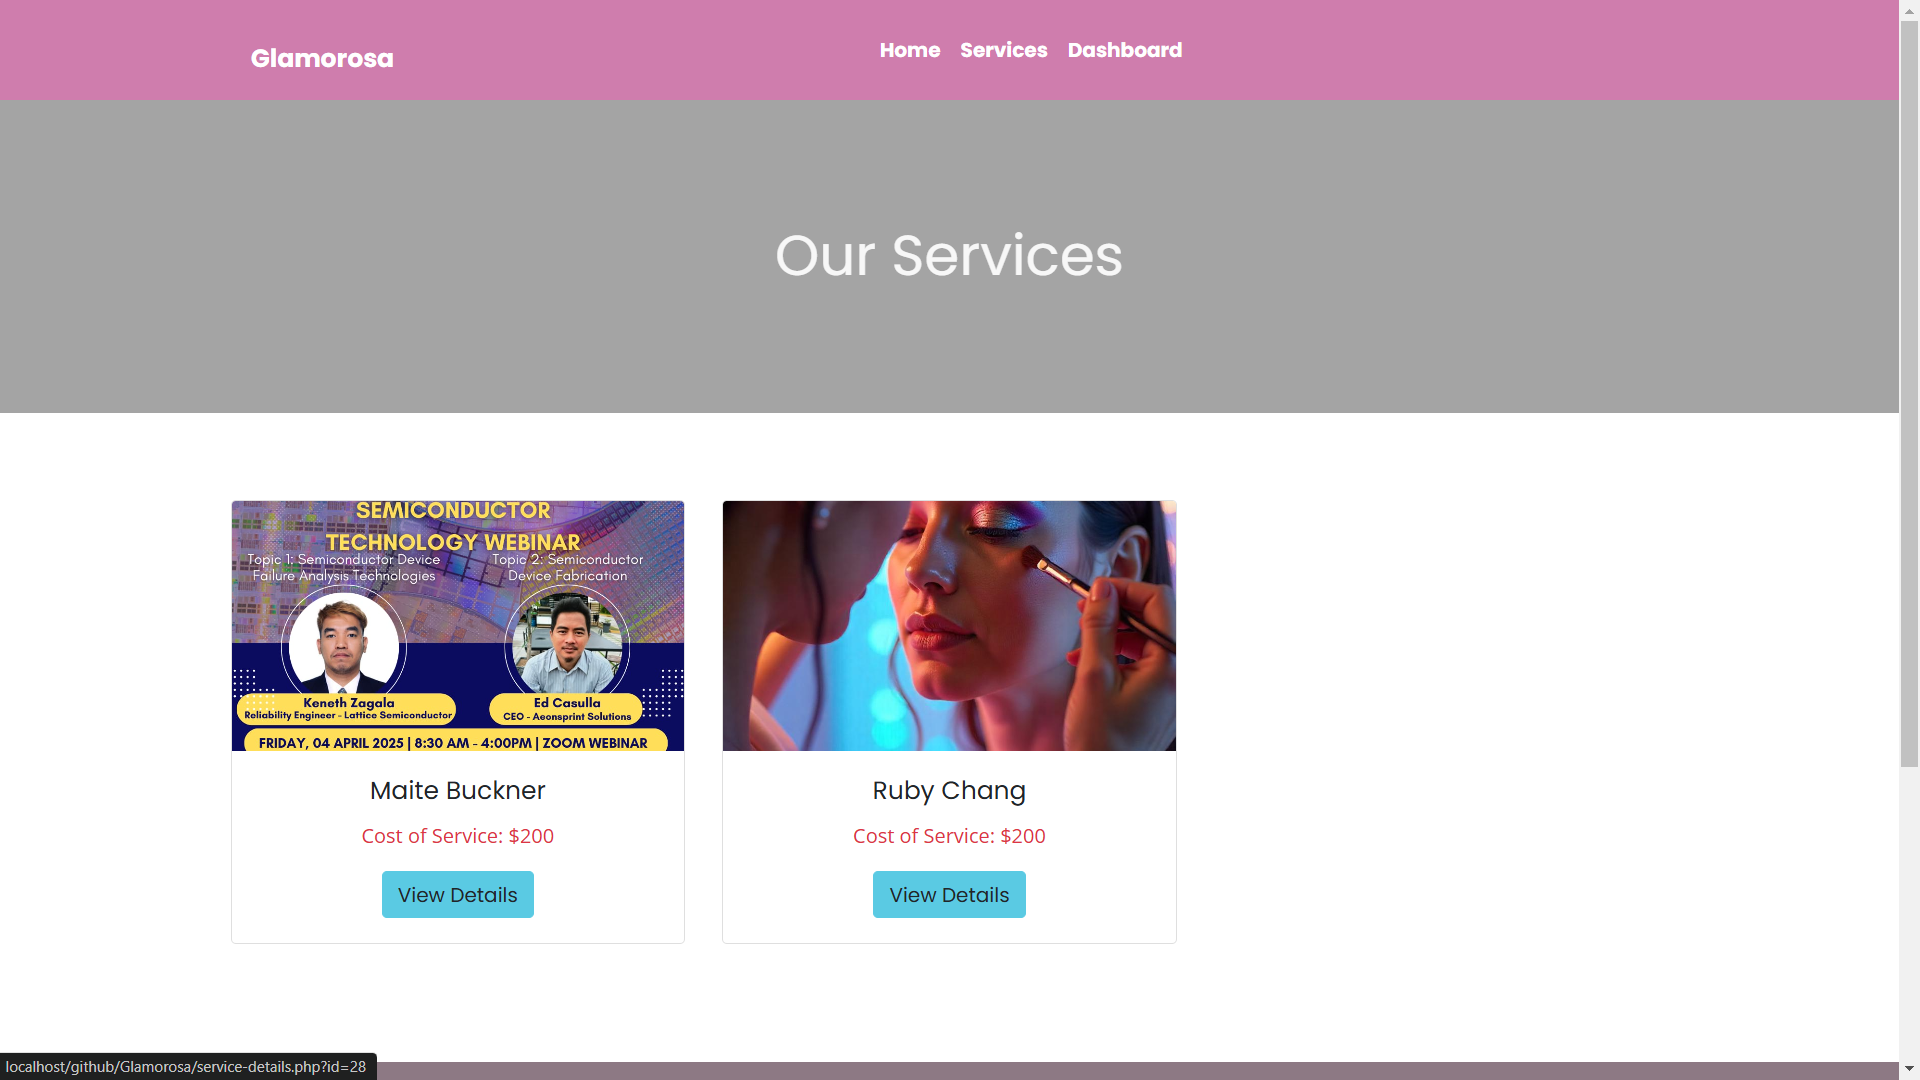 Glamorosa
Home Services Dashboard
Our Services
SEMICONDUCTOR
TECHNOLOGY WEBINAR
Topic 1: Semiconductor Device
Failure Analysis Technologies
Topic 2: Semiconductor
Device Fabrication
Keneth Zagala
Reliability Engineer - Lattice Semiconductor
Ed Casulla
CEO - Aeonsprint Solutions
FRIDAY, 04 APRIL 2025 | 8:30 AM - 4:00PM | ZOOM WEBINAR
Maite Buckner
Cost of Service: $200
View Details
Ruby Chang
Cost of Service: $200
View Details
localhost/github/Glamorosa/service-details.php?id=28